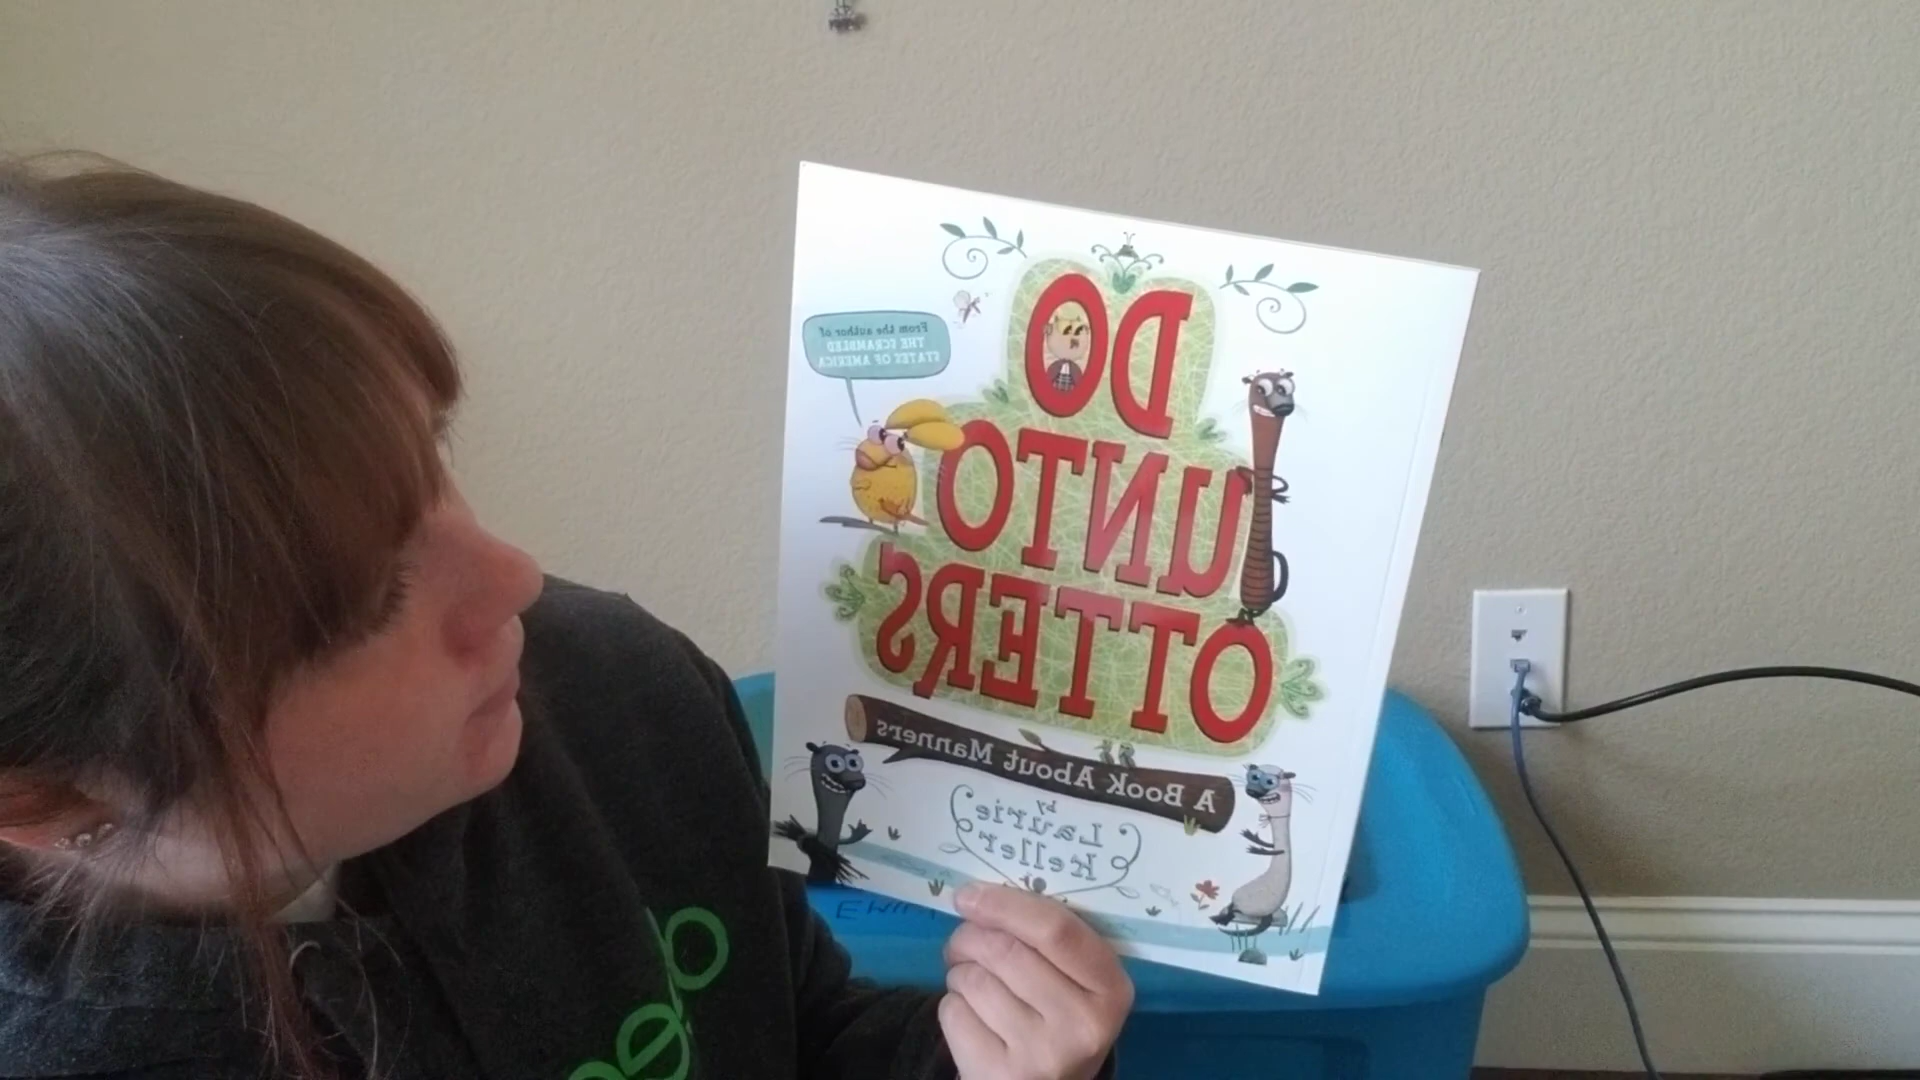 DO
UNTO
OTTERS
From the author of
THE SCRAMBLED
STATES OF AMERICA
A Book About Manners
by
Laurie
Keller